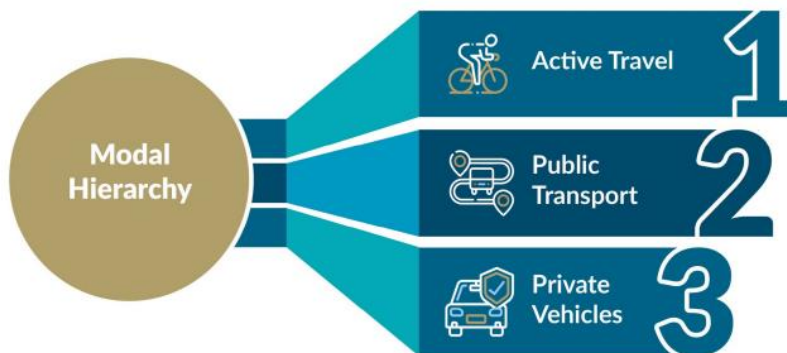 Modal
Hierarchy
Active Travel
1
Public
Transport
2
Private
Vehicles
3